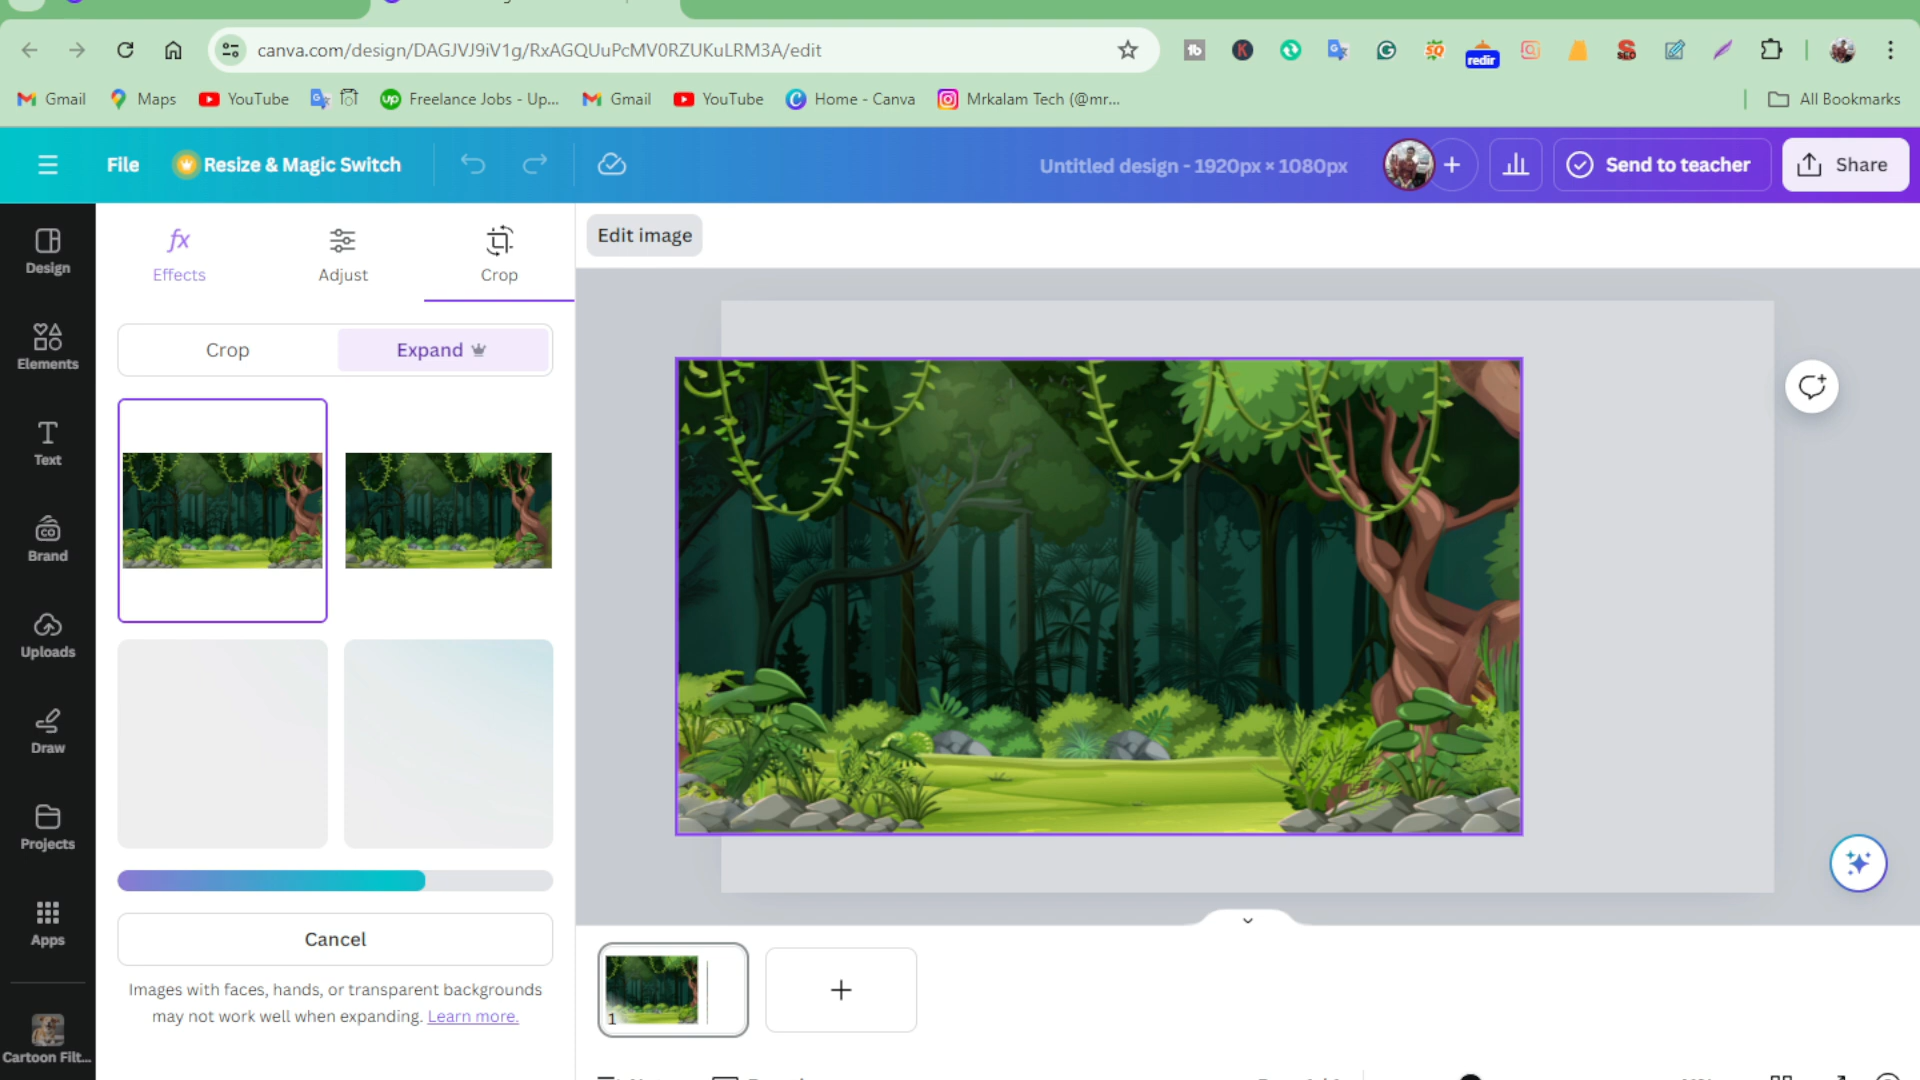 canva.com/design/DAGJVJ9iV1g/RxAGQUuPcMV0RZUKuLRM3A/edit
redir
Gmail
Maps
YouTube
Freelance Jobs - Up...
Gmail
YouTube
Home - Canva
Mrkalam Tech (@mr...
All Bookmarks
File
Resize & Magic Switch
Untitled design - 1920px × 1080px
Send to teacher
Share
Design
Elements
Text
Brand
Uploads
Draw
Projects
Apps
Cartoon Filt...
Effects
Adjust
Crop
Crop
Expand
Cancel
Images with faces, hands, or transparent backgrounds
may not work well when expanding. Learn more.
Edit image
1